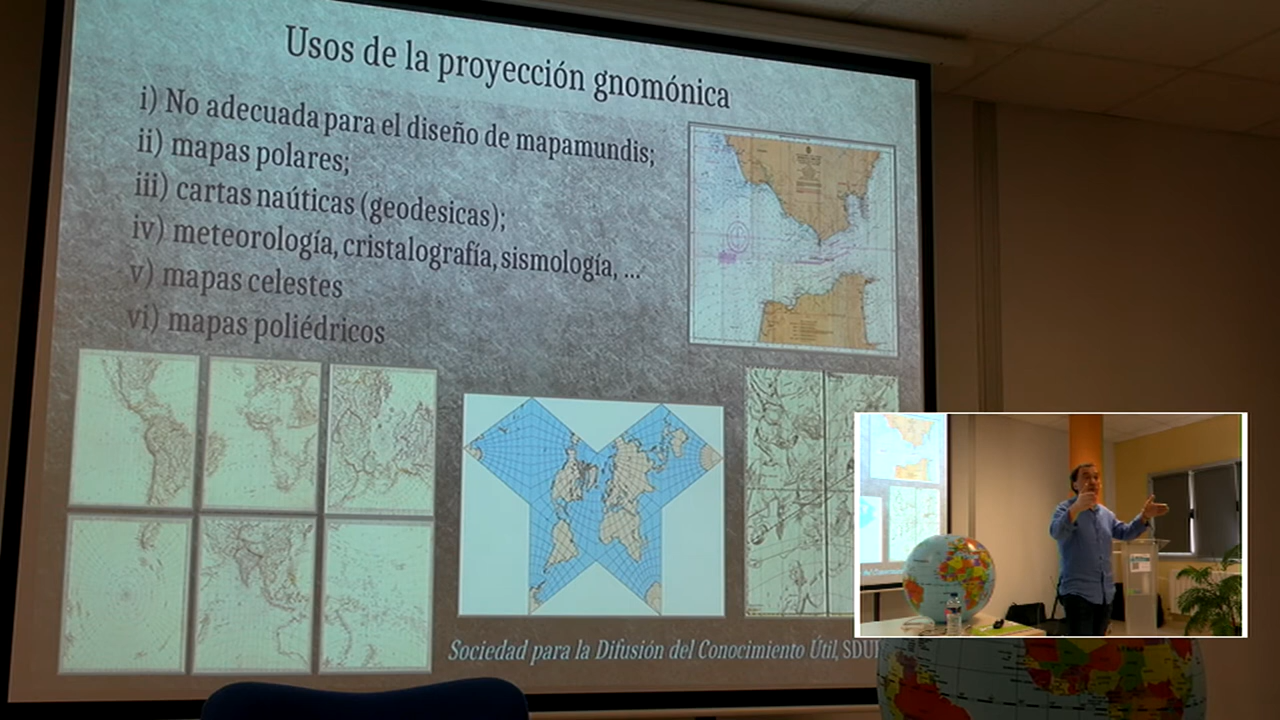 Usos de la proyección gnomónica
i) No adecuada para el diseño de mapamundis;
ii) mapas polares;
iii) cartas naúticas (geodesicas);
iv) meteorología, cristalografía, sismología, ...
v) mapas celestes
vi) mapas poliédricos
Sociedad para la Difusión del Conocimiento Útil,